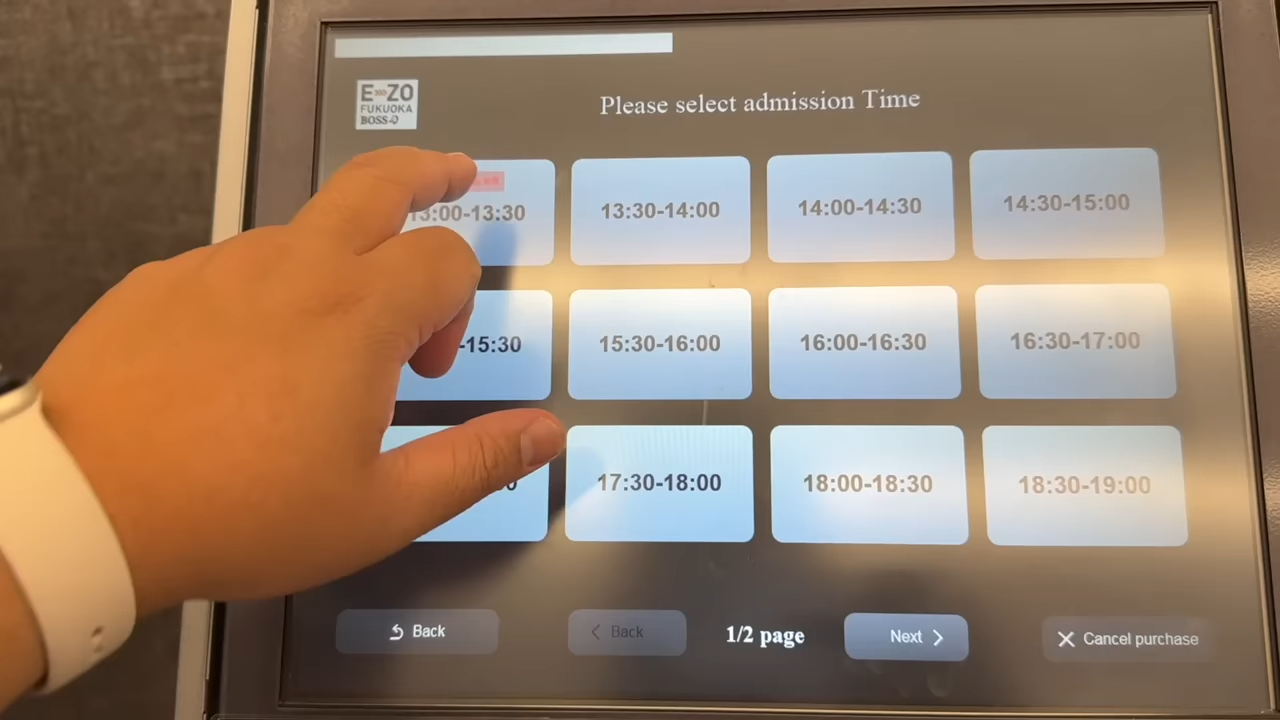 E ZO
FUKUOKA
BOSS
Please select admission Time
13:00-13:30
13:30-14:00
14:00-14:30
14:30-15:00
-15:30
15:30-16:00
16:00-16:30
16:30-17:00
17:30-18:00
18:00-18:30
18:30-19:00
Back
Back
1/2 page
Next
Cancel purchase